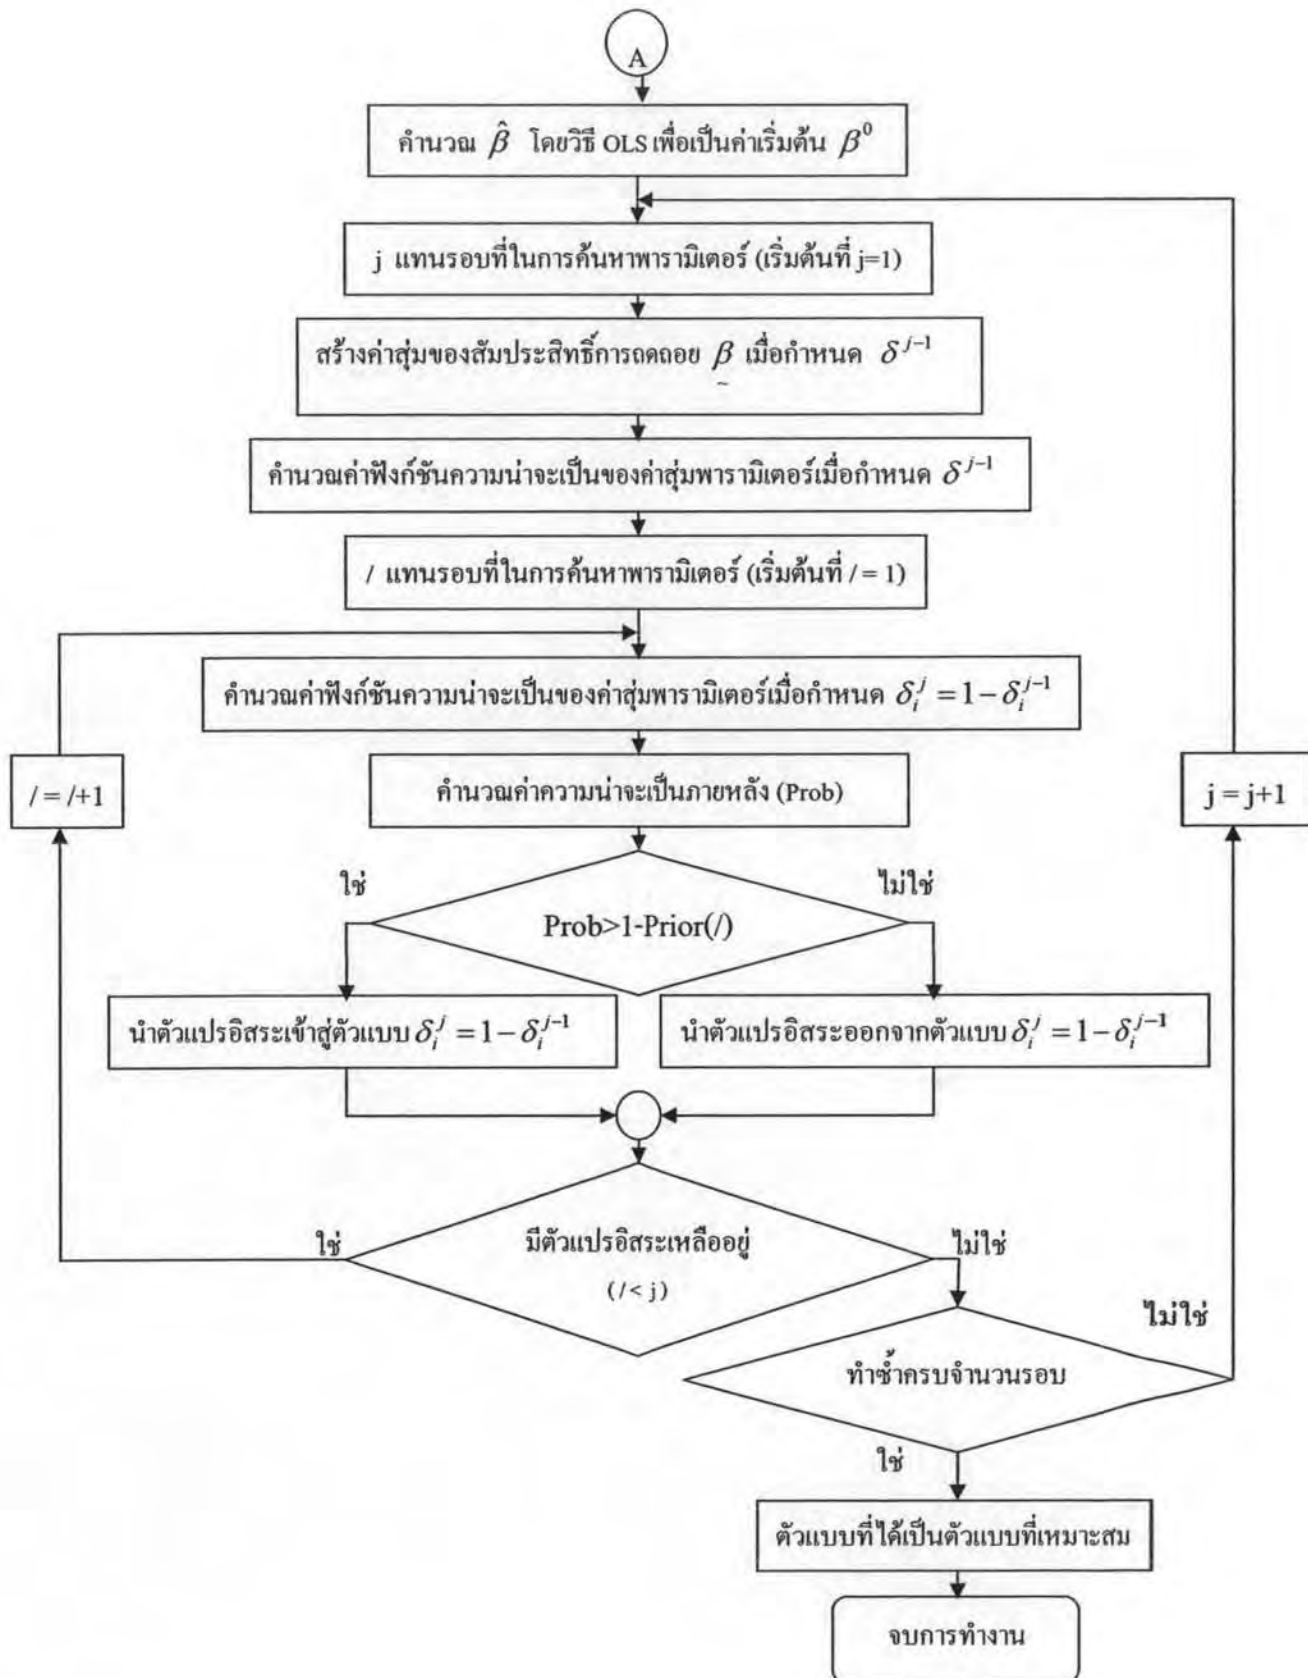 A
คำนวณ β̂ โดยวิธี OLS เพื่อเป็นค่าเริ่มต้น β⁰
j แทนรอบที่ในการค้นหาพารามิเตอร์ (เริ่มต้นที่ j=1)
สร้างค่าสุ่มของสัมประสิทธิ์การถดถอย β̰ เมื่อกำหนด δ^{j-1}
คำนวณค่าฟังก์ชันความน่าจะเป็นของค่าสุ่มพารามิเตอร์เมื่อกำหนด δ^{j-1}
/ แทนรอบที่ในการค้นหาพารามิเตอร์ (เริ่มต้นที่ / = 1)
คำนวณค่าฟังก์ชันความน่าจะเป็นของค่าสุ่มพารามิเตอร์เมื่อกำหนด δ_i^j = 1 − δ_i^{j-1}
/ = /+1
คำนวณค่าความน่าจะเป็นภายหลัง (Prob)
j = j+1
ใช่
ไม่ใช่
Prob>1-Prior(/)
นำตัวแปรอิสระเข้าสู่ตัวแบบ δ_i^j = 1 − δ_i^{j-1}
นำตัวแปรอิสระออกจากตัวแบบ δ_i^j = 1 − δ_i^{j-1}
ใช่
มีตัวแปรอิสระเหลืออยู่
(/< j)
ไม่ใช่
ไม่ใช่
ทำซ้ำครบจำนวนรอบ
ใช่
ตัวแบบที่ได้เป็นตัวแบบที่เหมาะสม
จบการทำงาน